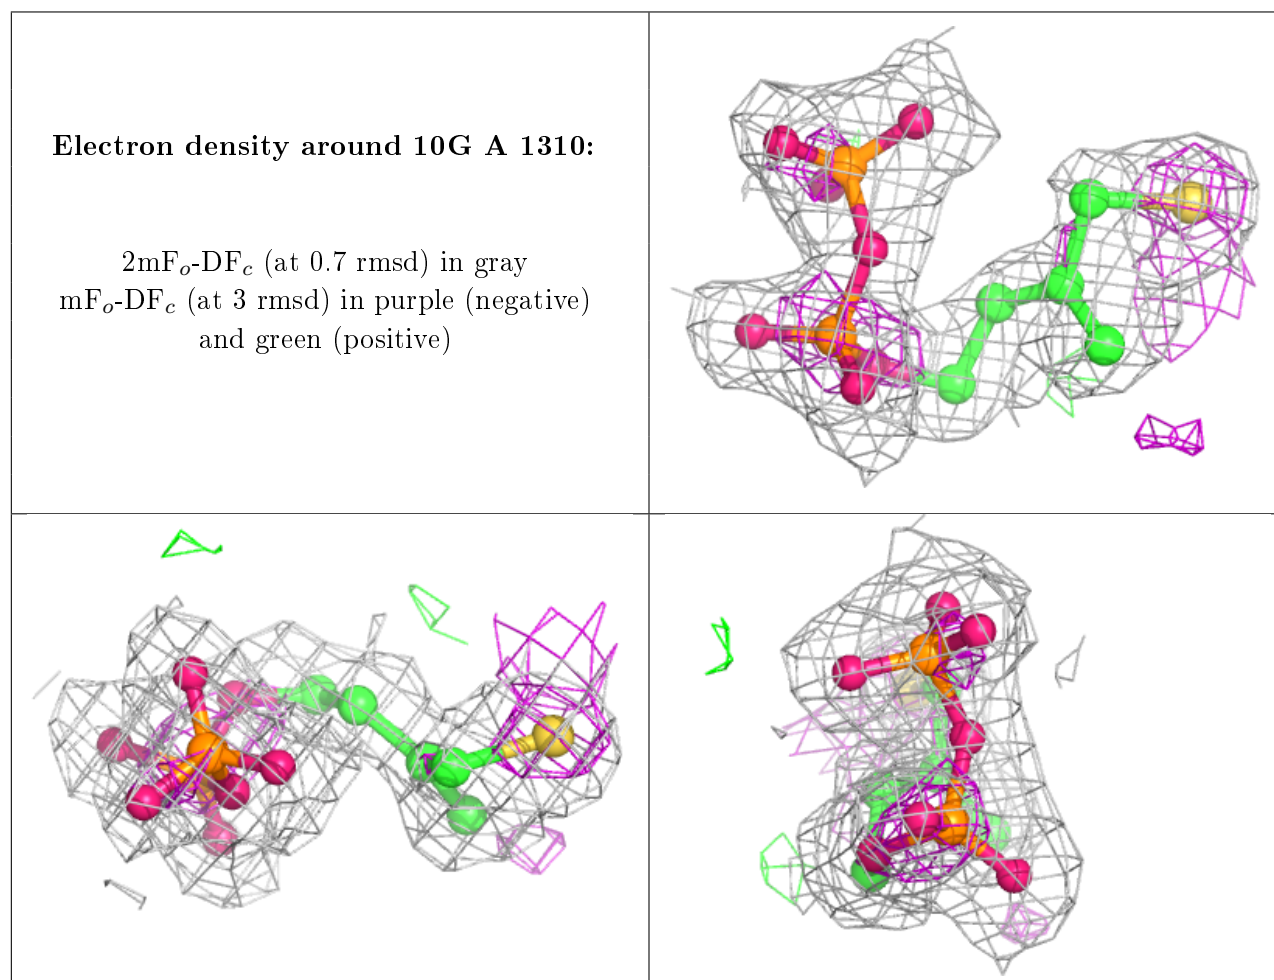 Electron density around 10G A 1310:
2mFₒ-DF𝒸 (at 0.7 rmsd) in gray
mFₒ-DF𝒸 (at 3 rmsd) in purple (negative)
and green (positive)